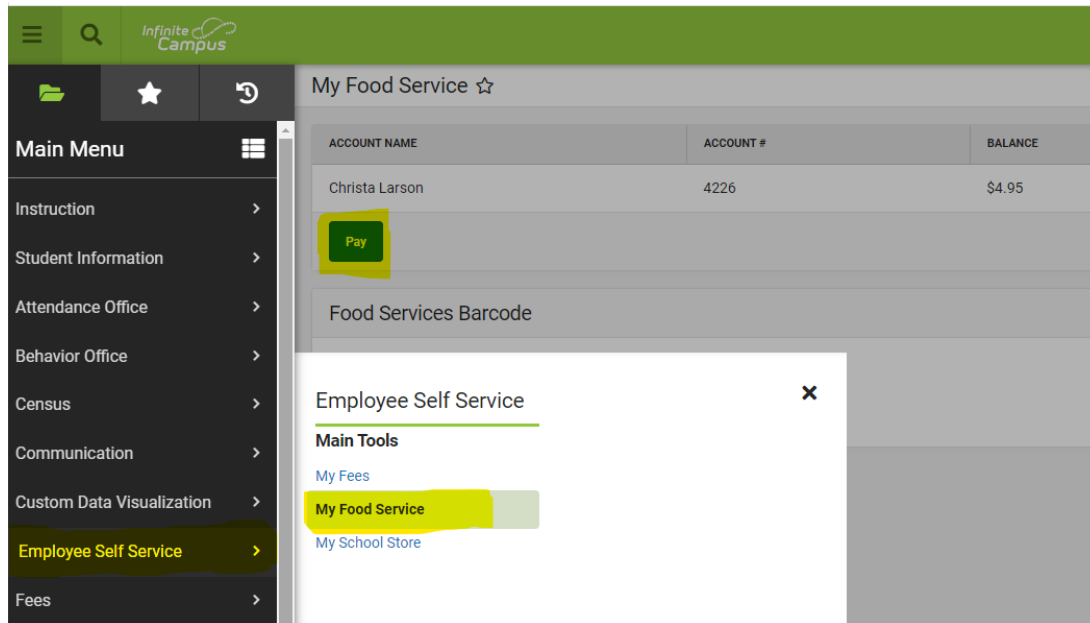 Infinite
Campus
My Food Service
Main Menu
ACCOUNT NAME ACCOUNT # BALANCE
Christa Larson 4226 $4.95
Pay
Food Services Barcode
Instruction
Student Information
Attendance Office
Behavior Office
Census
Communication
Custom Data Visualization
Employee Self Service
Fees
Employee Self Service
Main Tools
My Fees
My Food Service
My School Store